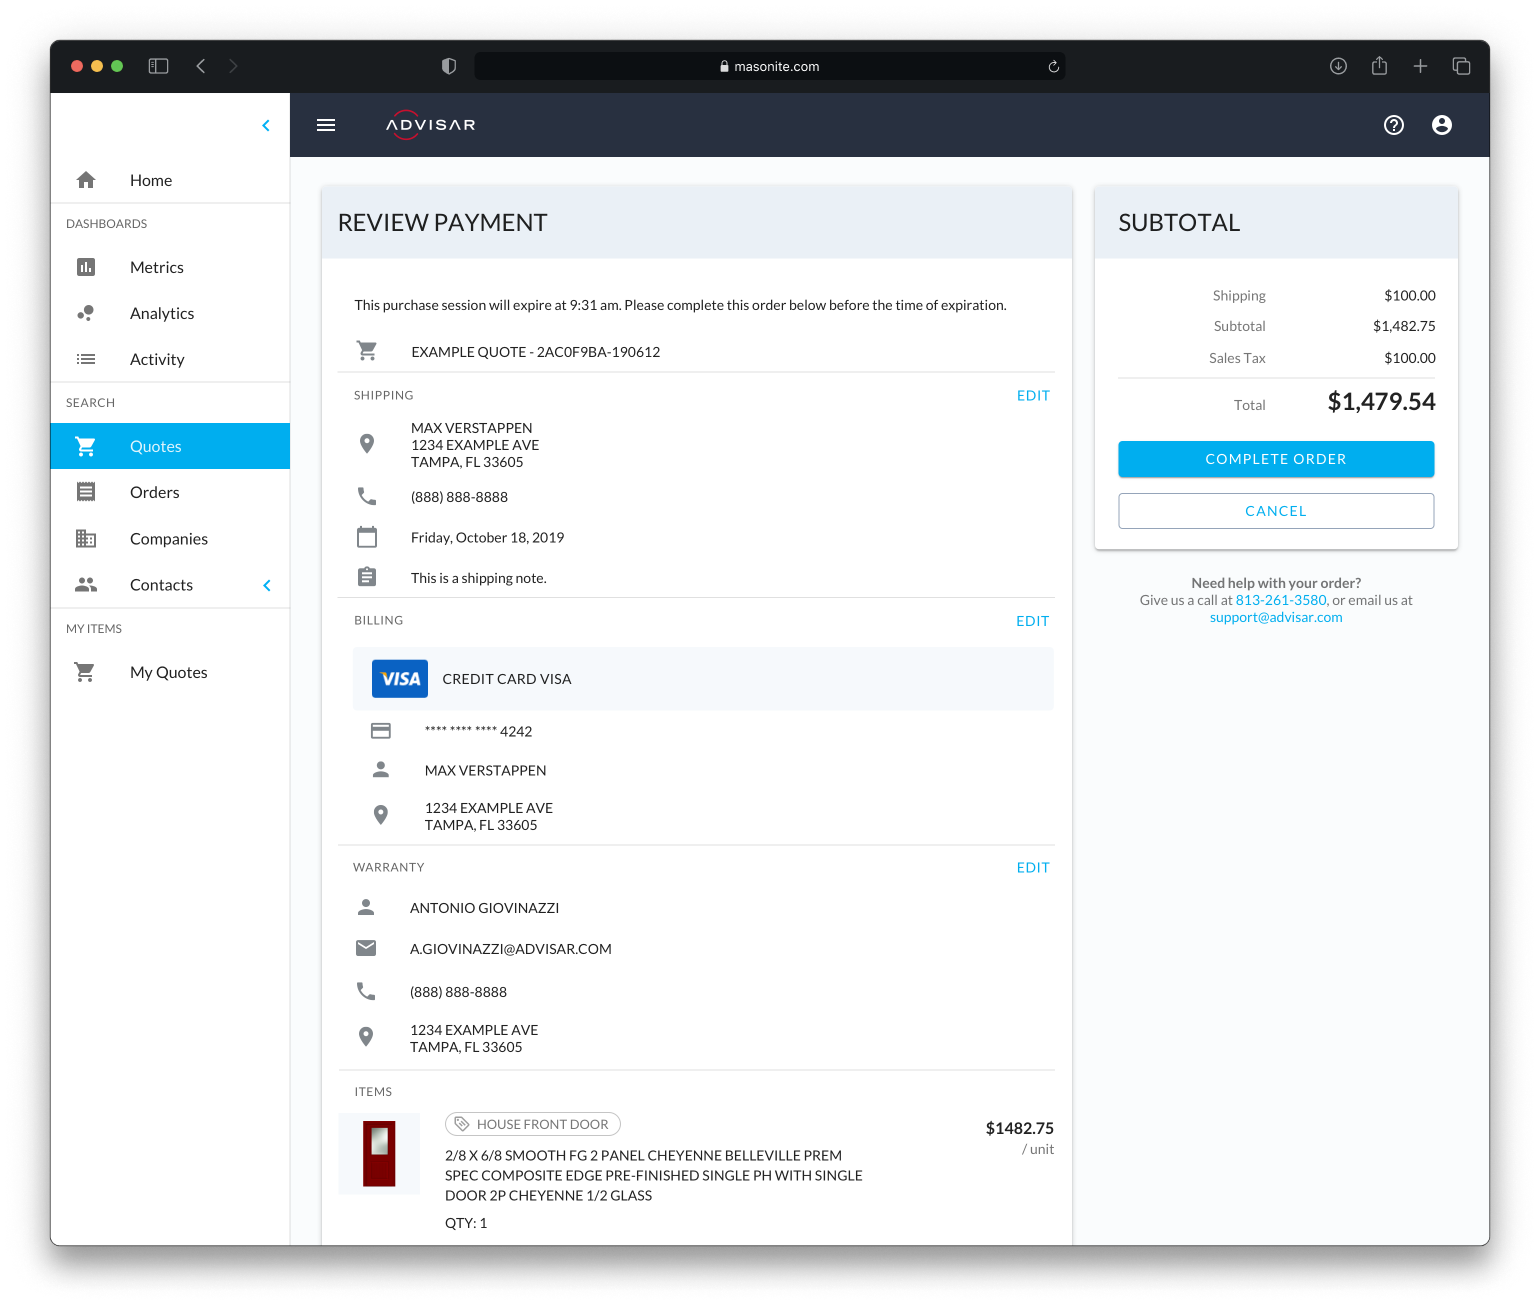 masonite.com
ADVISAR
Home
DASHBOARDS
Metrics
Analytics
Activity
SEARCH
Quotes
Orders
Companies
Contacts
MY ITEMS
My Quotes
REVIEW PAYMENT
This purchase session will expire at 9:31 am. Please complete this order below before the time of expiration.
EXAMPLE QUOTE - 2AC0F9BA-190612
SHIPPING EDIT
MAX VERSTAPPEN
1234 EXAMPLE AVE
TAMPA, FL 33605
(888) 888-8888
Friday, October 18, 2019
This is a shipping note.
BILLING EDIT
VISA CREDIT CARD VISA
**** **** **** 4242
MAX VERSTAPPEN
1234 EXAMPLE AVE
TAMPA, FL 33605
WARRANTY EDIT
ANTONIO GIOVINAZZI
A.GIOVINAZZI@ADVISAR.COM
(888) 888-8888
1234 EXAMPLE AVE
TAMPA, FL 33605
ITEMS
HOUSE FRONT DOOR
$1482.75
/ unit
2/8 X 6/8 SMOOTH FG 2 PANEL CHEYENNE BELLEVILLE PREM
SPEC COMPOSITE EDGE PRE-FINISHED SINGLE PH WITH SINGLE
DOOR 2P CHEYENNE 1/2 GLASS
QTY: 1
SUBTOTAL
Shipping $100.00
Subtotal $1,482.75
Sales Tax $100.00
Total $1,479.54
COMPLETE ORDER
CANCEL
Need help with your order?
Give us a call at 813-261-3580, or email us at
support@advisar.com